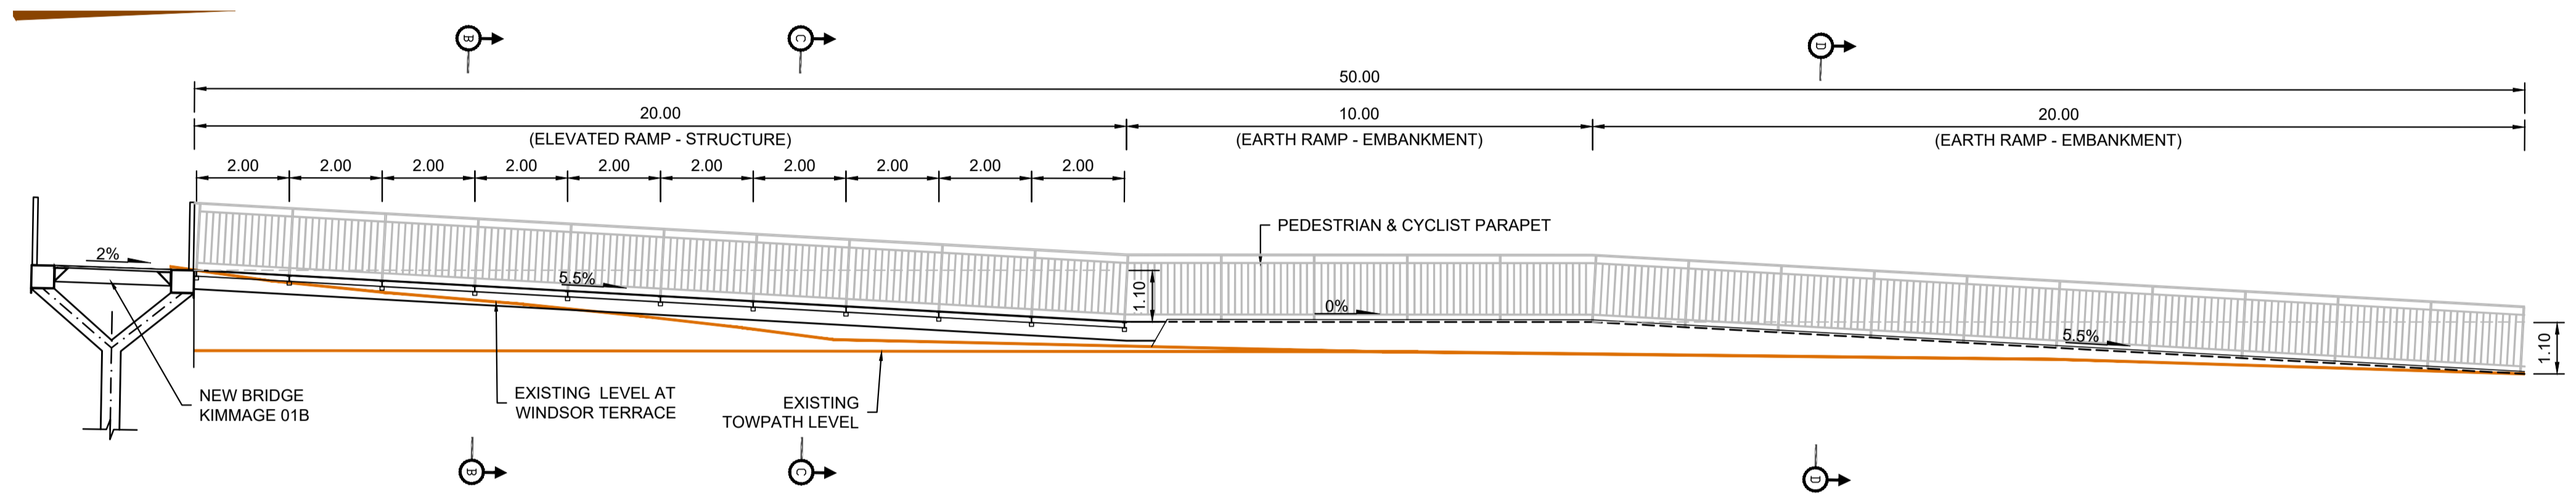 B
C
D
50.00
20.00
10.00
20.00
(ELEVATED RAMP - STRUCTURE)
(EARTH RAMP - EMBANKMENT)
(EARTH RAMP - EMBANKMENT)
2.00 2.00 2.00 2.00 2.00 2.00 2.00 2.00 2.00 2.00
PEDESTRIAN & CYCLIST PARAPET
2%
5.5%
1.10
0%
5.5%
1.10
NEW BRIDGE
KIMMAGE 01B
EXISTING LEVEL AT
WINDSOR TERRACE
EXISTING
TOWPATH LEVEL
B
C
D